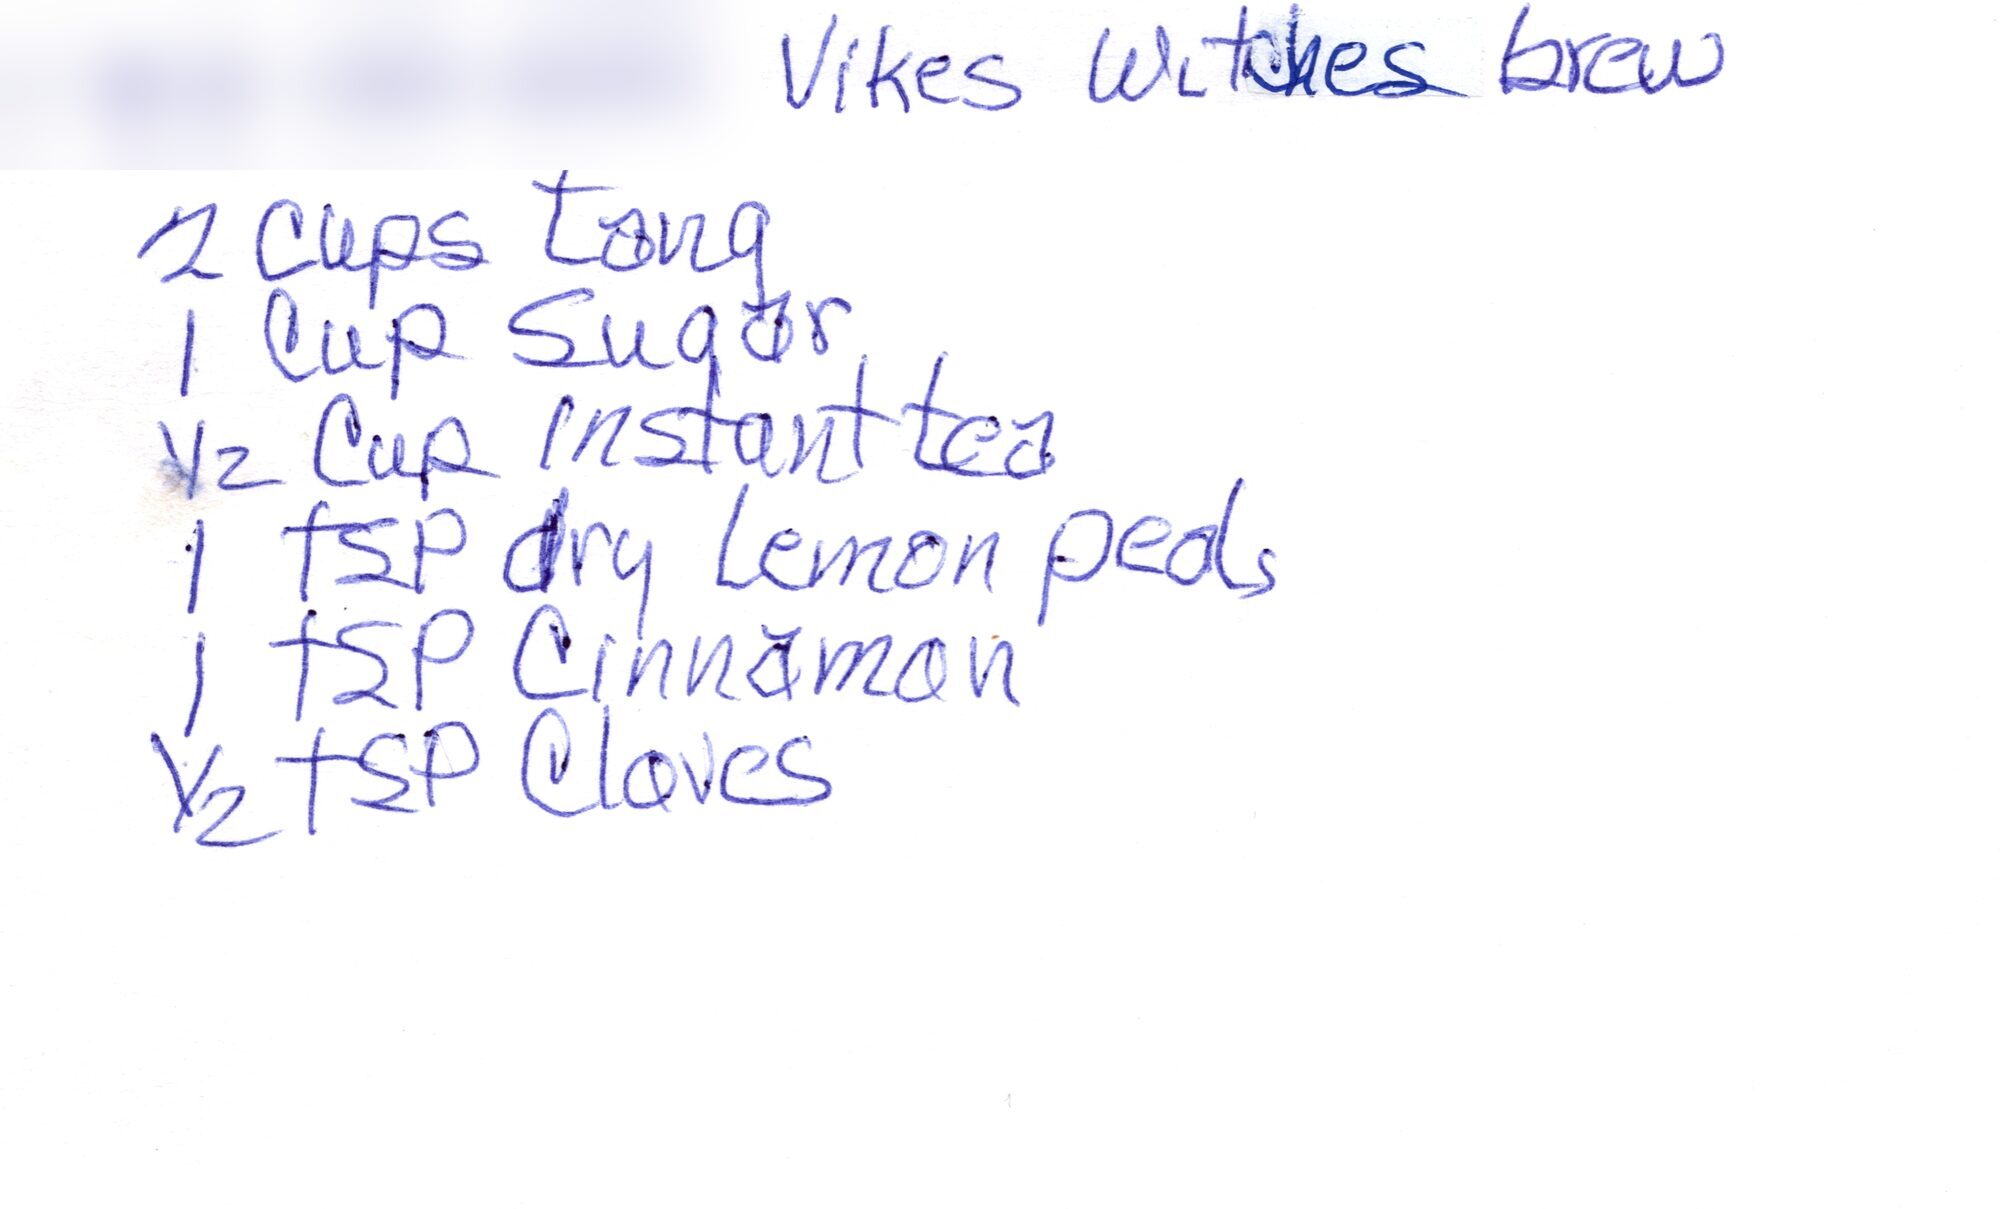 Vikes Witches brew
2 Cups tang
1 Cup Sugar
1/2 Cup instant tea
1 tsp dry Lemon peels
1 tsp Cinnamon
1/2 tsp Cloves